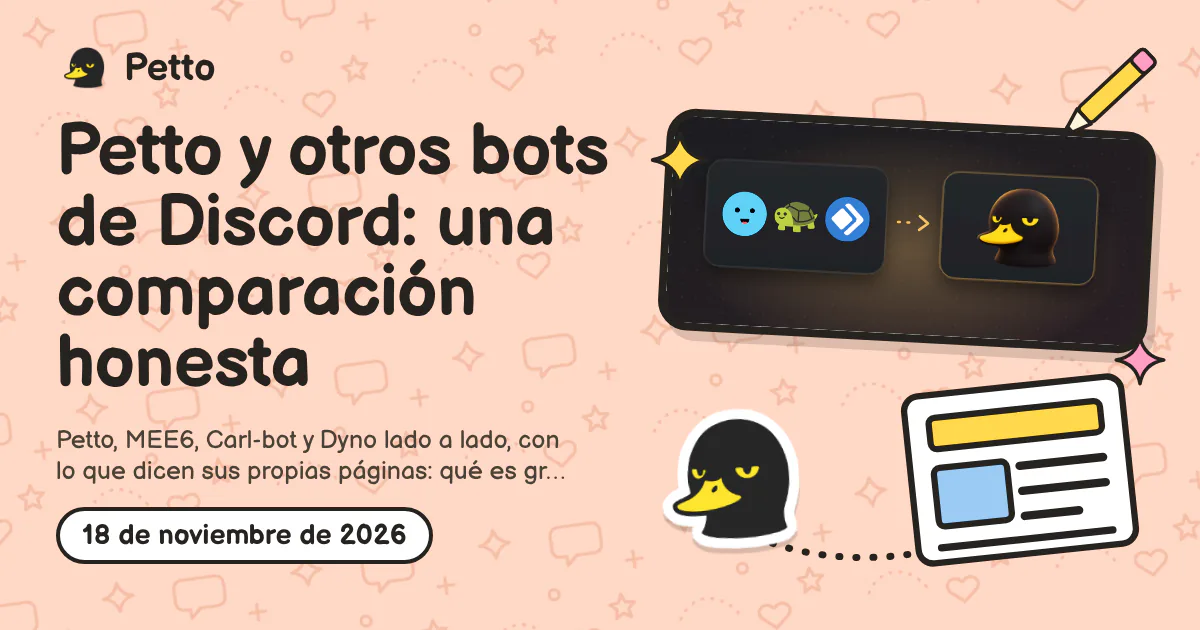 Petto
Petto y otros bots
de Discord: una
comparación
honesta
Petto, MEE6, Carl-bot y Dyno lado a lado, con
lo que dicen sus propias páginas: qué es gr...
18 de noviembre de 2026